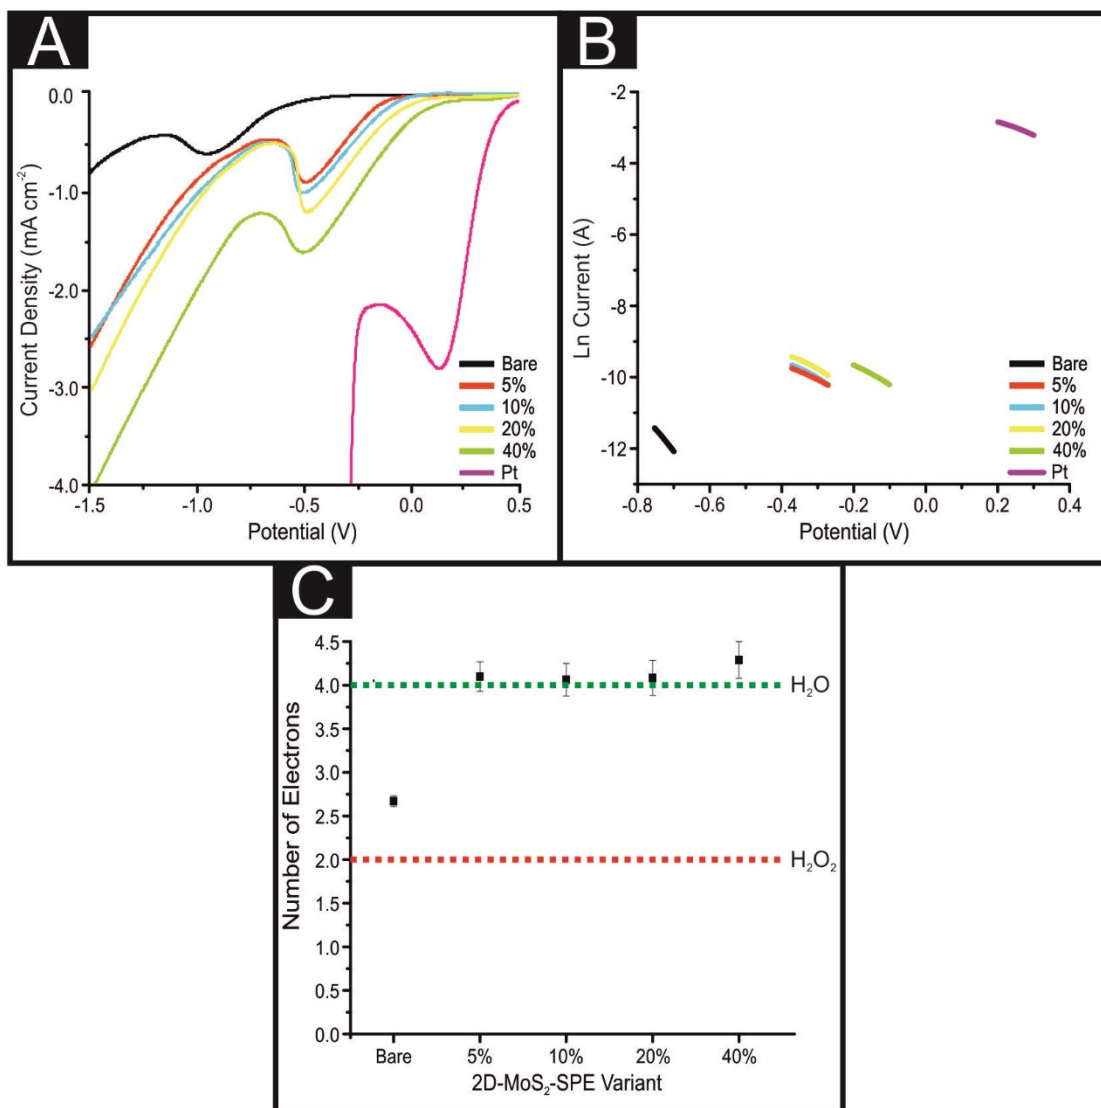 A
0.0
-1.0
-2.0
-3.0
-4.0
Current Density (mA cm⁻²)
-1.5
-1.0
-0.5
0.0
0.5
Potential (V)
Bare
5%
10%
20%
40%
Pt
B
-2
-4
-6
-8
-10
-12
Ln Current (A)
-0.8
-0.6
-0.4
-0.2
0.0
0.2
0.4
Potential (V)
Bare
5%
10%
20%
40%
Pt
C
4.5
4.0
3.5
3.0
2.5
2.0
1.5
1.0
0.5
0.0
Number of Electrons
H₂O
H₂O₂
Bare
5%
10%
20%
40%
2D-MoS₂-SPE Variant